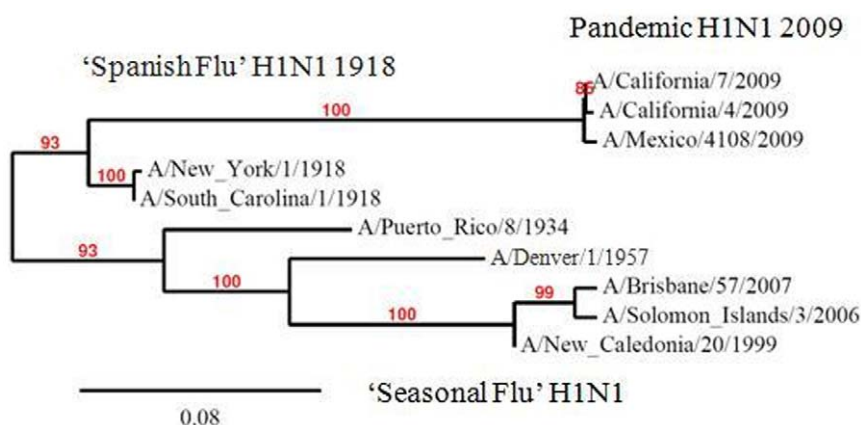 Pandemic H1N1 2009
‘Spanish Flu’ H1N1 1918
A/California/7/2009
86
A/California/4/2009
100
A/Mexico/4108/2009
93
100
A/New_York/1/1918
A/South_Carolina/1/1918
A/Puerto_Rico/8/1934
93
A/Denver/1/1957
100
A/Brisbane/57/2007
99
A/Solomon_Islands/3/2006
100
A/New_Caledonia/20/1999
‘Seasonal Flu’ H1N1
0.08